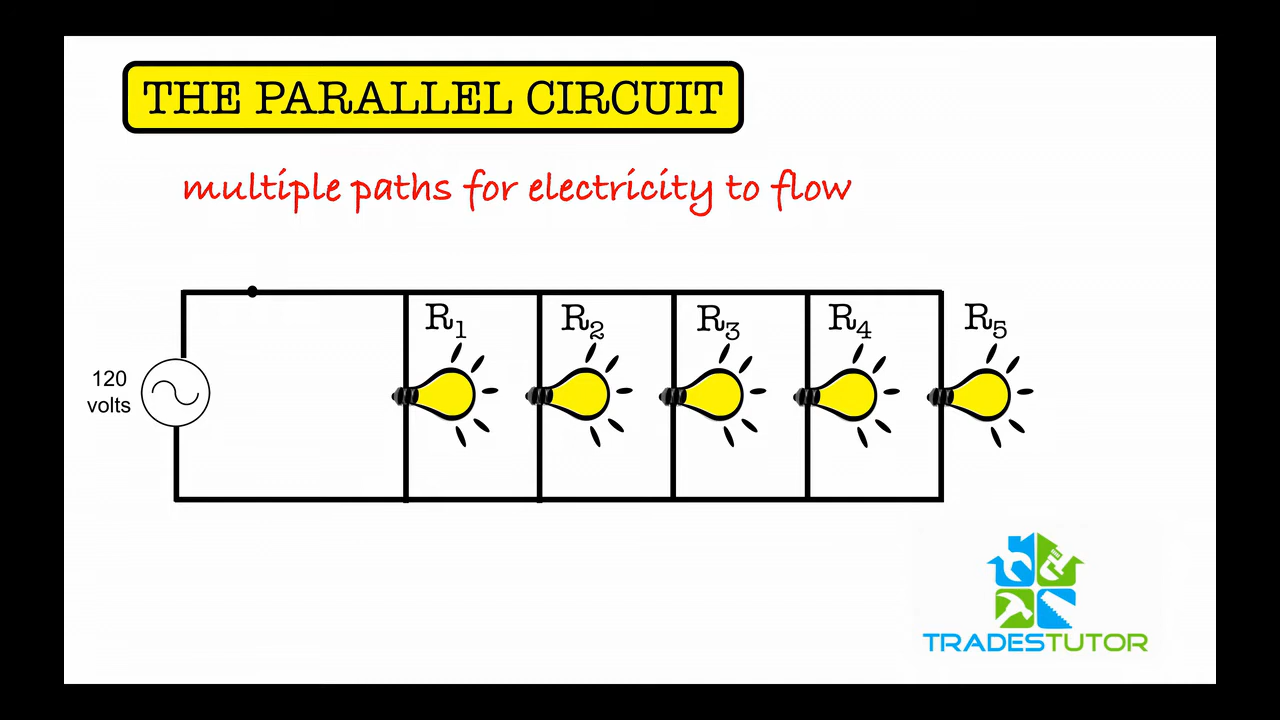 THE PARALLEL CIRCUIT
multiple paths for electricity to flow
R1 R2 R3 R4 R5
120
volts
TRADESTUTOR